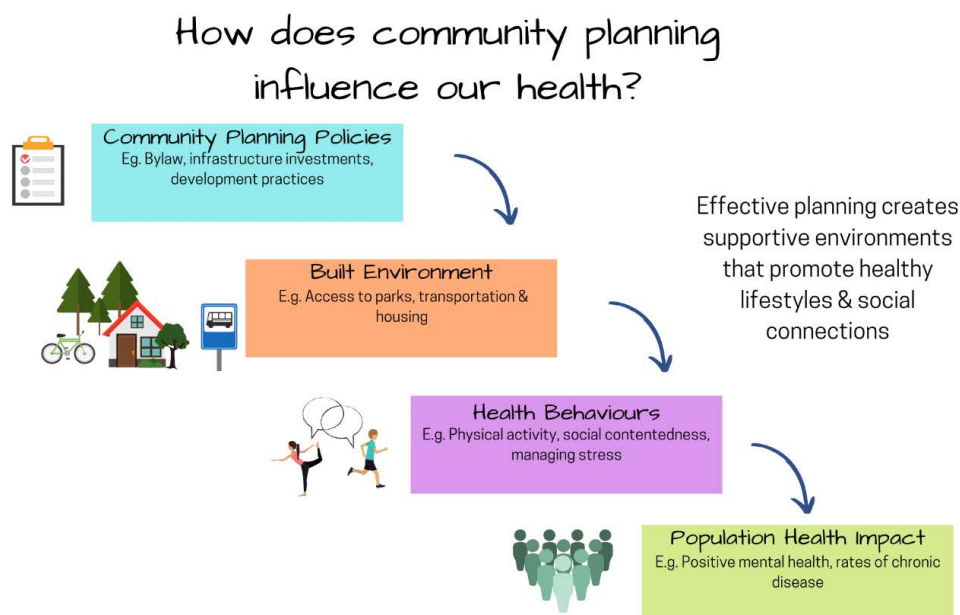 How does community planning
influence our health?
Community Planning Policies
Eg. Bylaw, infrastructure investments,
development practices
Effective planning creates
supportive environments
that promote healthy
lifestyles & social
connections
Built Environment
E.g. Access to parks, transportation &
housing
Health Behaviours
E.g. Physical activity, social contentedness,
managing stress
Population Health Impact
E.g. Positive mental health, rates of chronic
disease